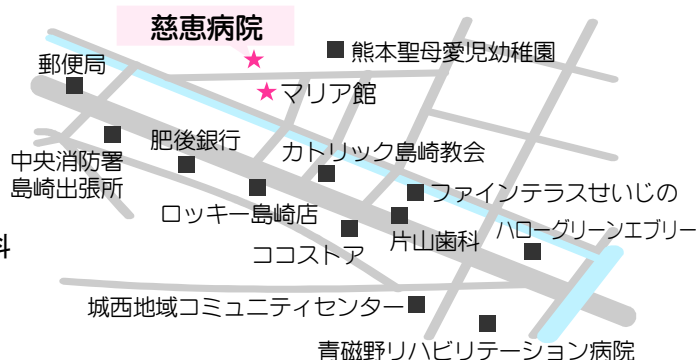 慈恵病院
熊本聖母愛児幼稚園
郵便局
マリア館
中央消防署
島崎出張所
肥後銀行
カトリック島崎教会
ロッキー島崎店
ファインテラスせいじの
ココストア
片山歯科
ハローグリーンエブリー
科
城西地域コミュニティセンター
青磁野リハビリテーション病院